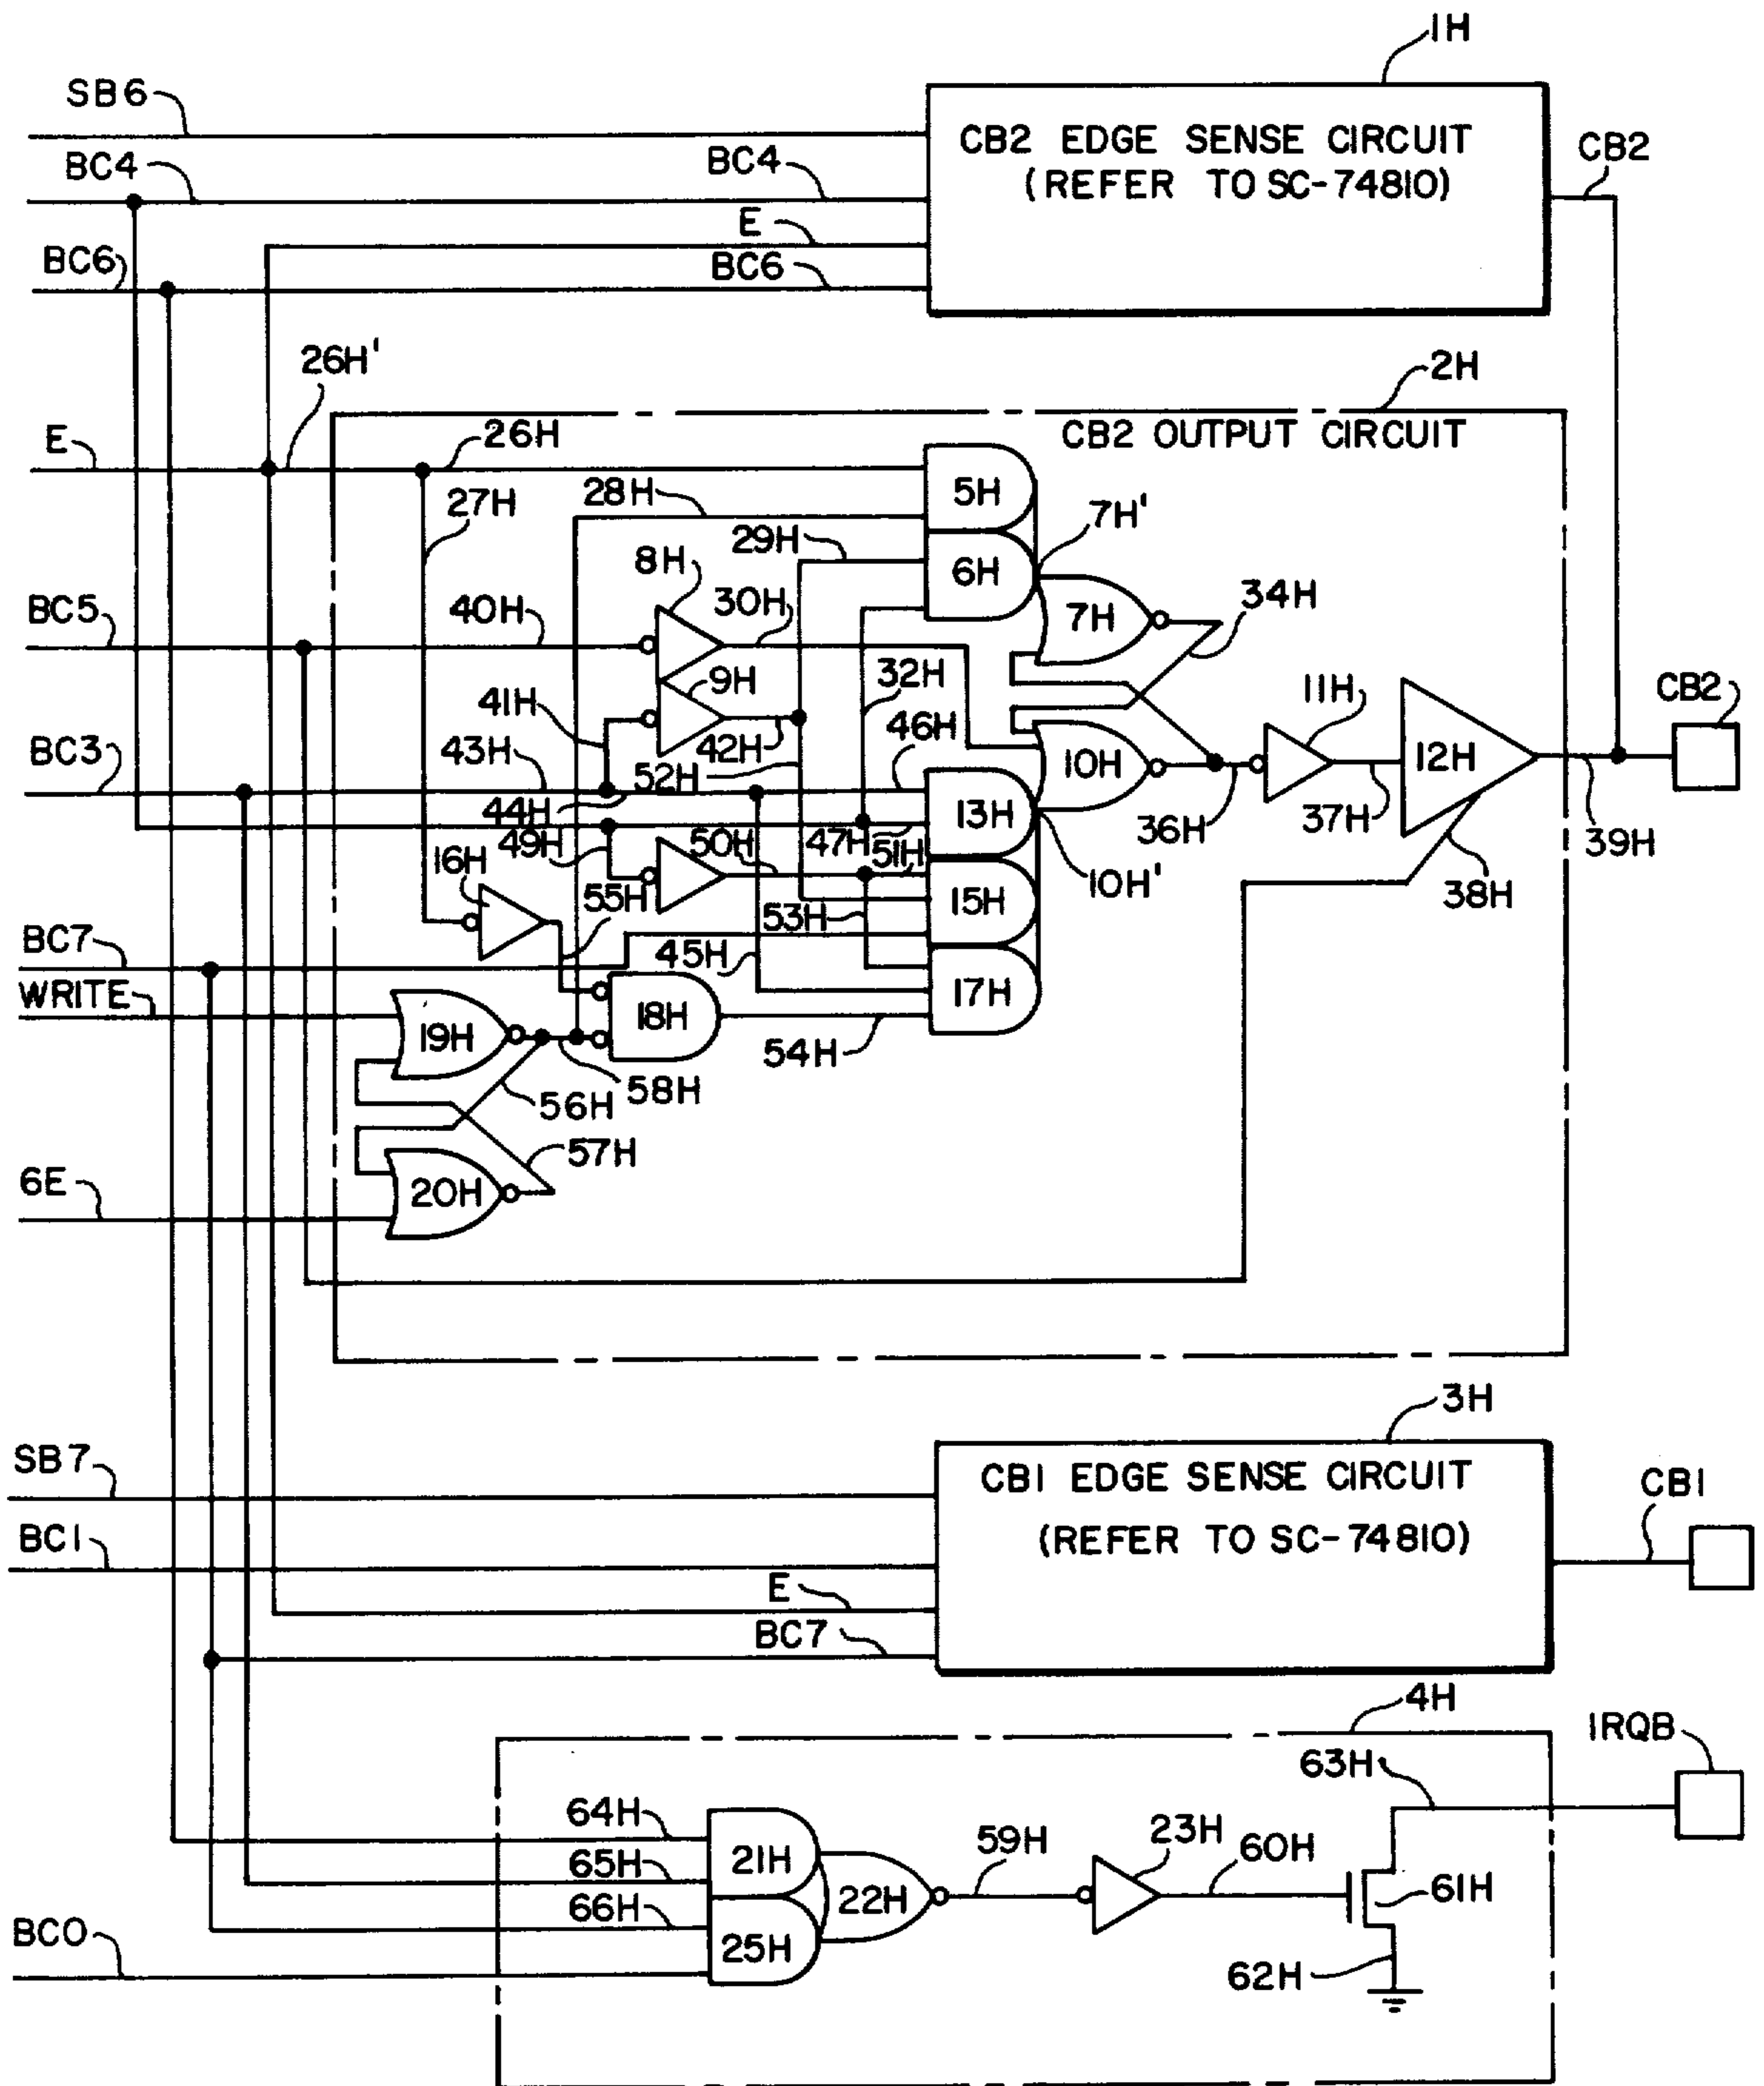 1H
SB6
CB2 EDGE SENSE CIRCUIT
(REFER TO SC-74810)
CB2
BC4
BC4
E
BC6
BC6
26H'
2H
E
26H
CB2 OUTPUT CIRCUIT
27H
28H
5H
7H'
29H
6H
8H
34H
BC5
40H
30H
7H
9H
32H
11H
CB2
41H
46H
BC3
43H
42H
10H
12H
52H
44H
13H
36H
37H
39H
49H
50H
47H
51H
16H
10H'
38H
55H
15H
53H
BC7
45H
WRITE
17H
19H
18H
54H
58H
56H
57H
6E
20H
3H
SB7
CB1 EDGE SENSE CIRCUIT
CB1
BC1
(REFER TO SC-74810)
E
BC7
4H
IRQB
63H
64H
23H
59H
60H
21H
65H
22H
61H
66H
BC0
25H
62H